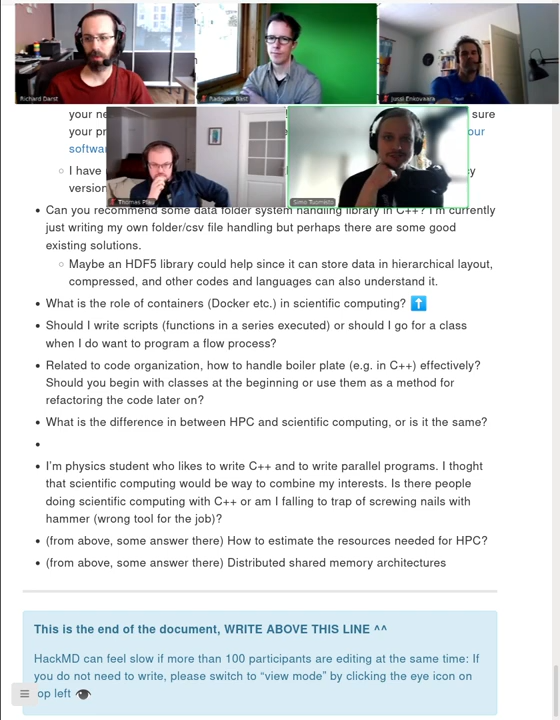 Richard Darst
Radovan Bast
Jussi Enkovaara
your ne
sure
your pr
our
softwar
Thomas Pfau
Simo Tuomisto
I have
cy
version
Can you recommend some data folder system handling library in C++? I'm currently
just writing my own folder/csv file handling but perhaps there are some good
existing solutions.
Maybe an HDF5 library could help since it can store data in hierarchical layout,
compressed, and other codes and languages can also understand it.
What is the role of containers (Docker etc.) in scientific computing? ⬆️
Should I write scripts (functions in a series executed) or should I go for a class
when I do want to program a flow process?
Related to code organization, how to handle boiler plate (e.g. in C++) effectively?
Should you begin with classes at the beginning or use them as a method for
refactoring the code later on?
What is the difference in between HPC and scientific computing, or is it the same?
I'm physics student who likes to write C++ and to write parallel programs. I thoght
that scientific computing would be way to combine my interests. Is there people
doing scientific computing with C++ or am I falling to trap of screwing nails with
hammer (wrong tool for the job)?
(from above, some answer there) How to estimate the resources needed for HPC?
(from above, some answer there) Distributed shared memory architectures
This is the end of the document, WRITE ABOVE THIS LINE ^^
HackMD can feel slow if more than 100 participants are editing at the same time: If
you do not need to write, please switch to "view mode" by clicking the eye icon on
op left 👁